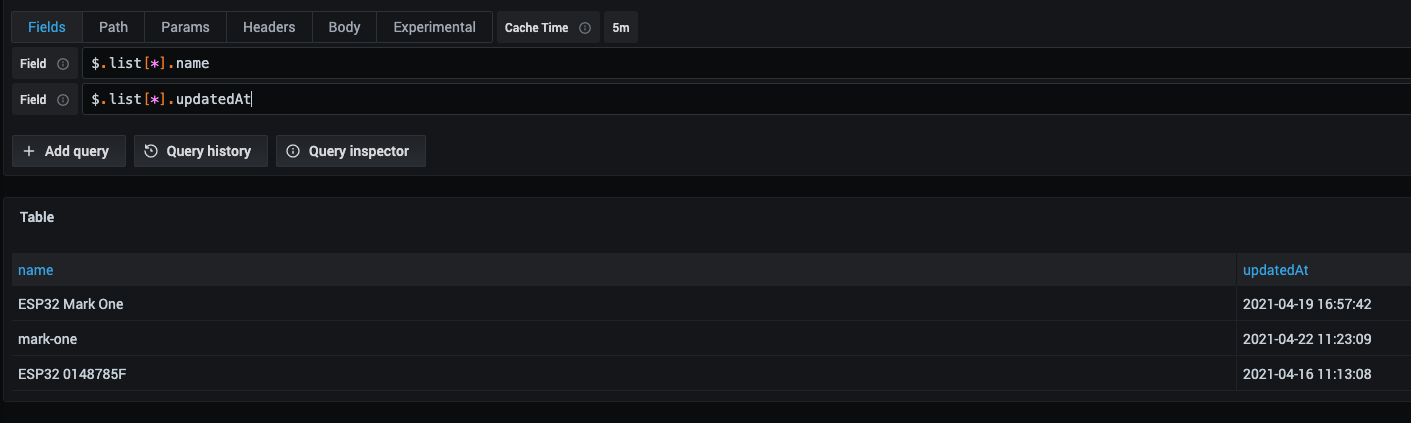 Fields Path Params Headers Body Experimental Cache Time 5m
Field $.list[*].name
Field $.list[*].updatedAt
+ Add query Query history Query inspector
Table
name updatedAt
ESP32 Mark One 2021-04-19 16:57:42
mark-one 2021-04-22 11:23:09
ESP32 0148785F 2021-04-16 11:13:08